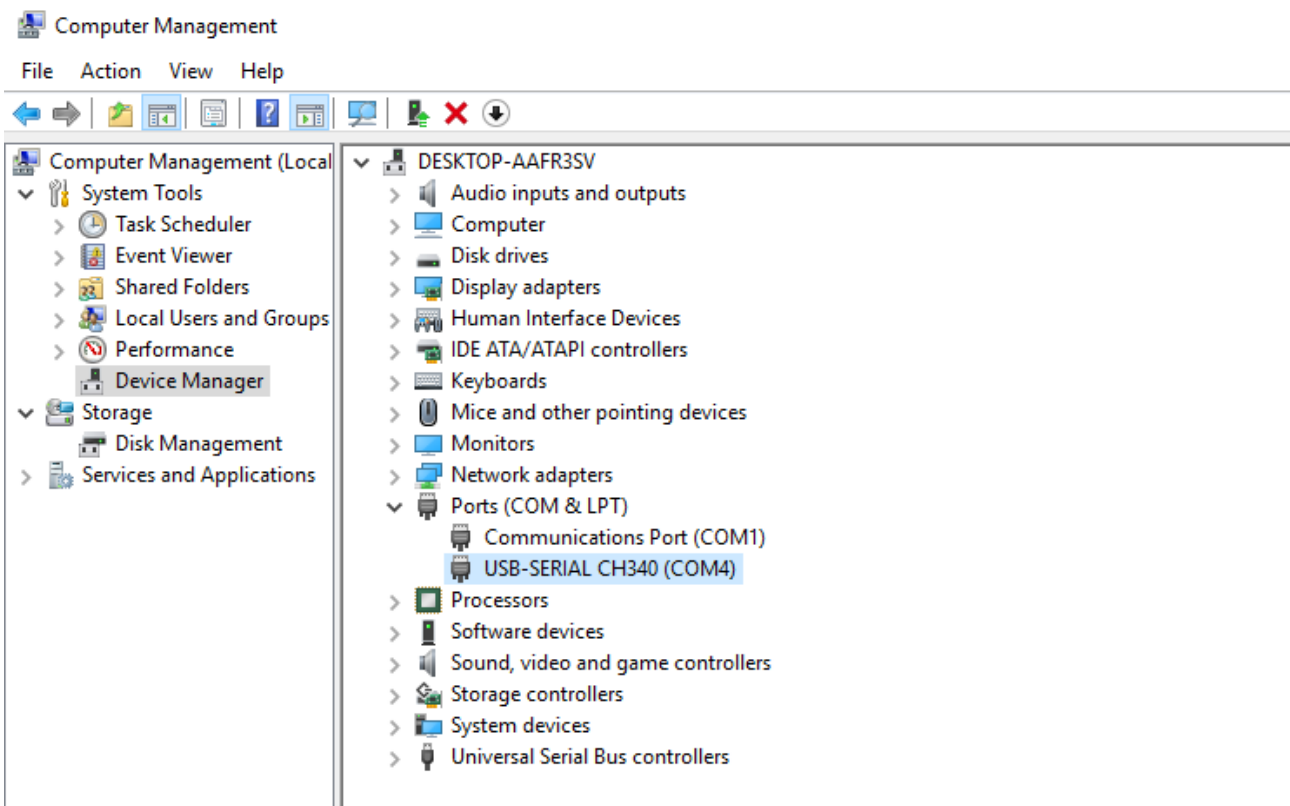 Computer Management
File Action View Help
Computer Management (Local
System Tools
Task Scheduler
Event Viewer
Shared Folders
Local Users and Groups
Performance
Device Manager
Storage
Disk Management
Services and Applications
DESKTOP-AAFR3SV
Audio inputs and outputs
Computer
Disk drives
Display adapters
Human Interface Devices
IDE ATA/ATAPI controllers
Keyboards
Mice and other pointing devices
Monitors
Network adapters
Ports (COM & LPT)
Communications Port (COM1)
USB-SERIAL CH340 (COM4)
Processors
Software devices
Sound, video and game controllers
Storage controllers
System devices
Universal Serial Bus controllers